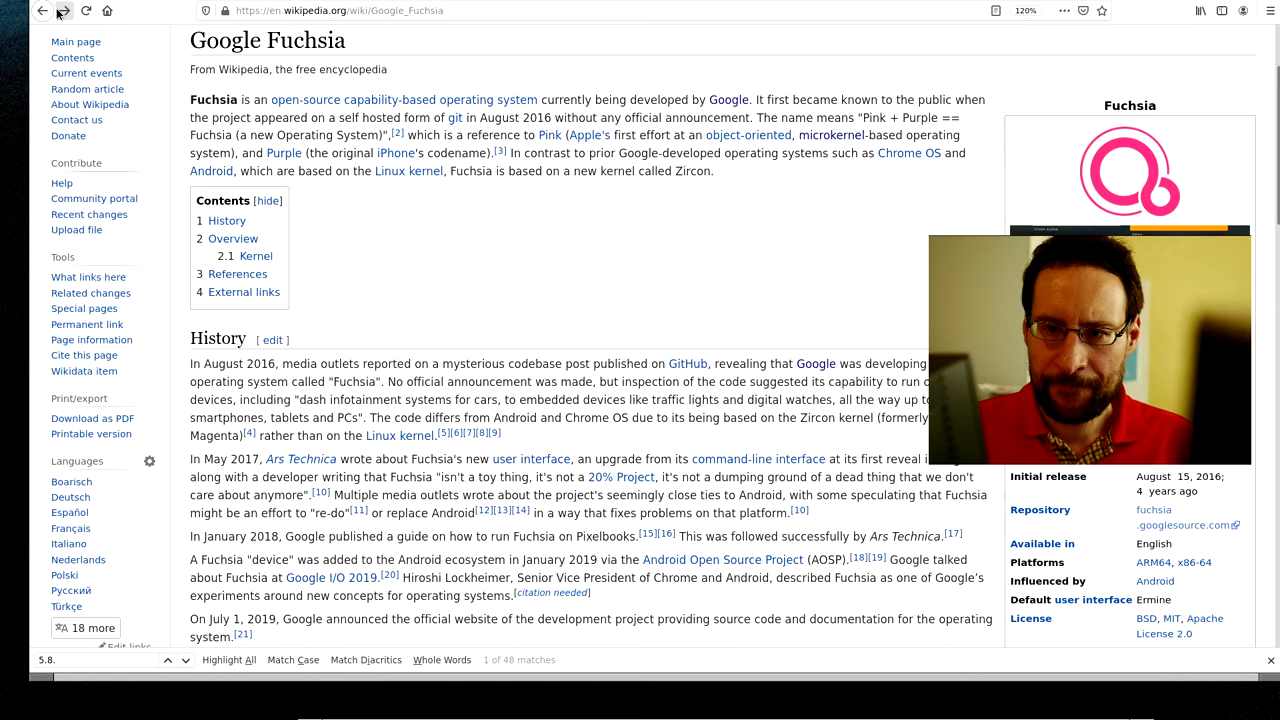 https://en.wikipedia.org/wiki/Google_Fuchsia
120%
Main page
Contents
Current events
Random article
About Wikipedia
Contact us
Donate
Contribute
Help
Community portal
Recent changes
Upload file
Tools
What links here
Related changes
Special pages
Permanent link
Page information
Cite this page
Wikidata item
Print/export
Download as PDF
Printable version
Languages
Boarisch
Deutsch
Español
Français
Italiano
Nederlands
Polski
Русский
Türkçe
18 more
Edit links
Google Fuchsia
From Wikipedia, the free encyclopedia
Fuchsia is an open-source capability-based operating system currently being developed by Google. It first became known to the public when
the project appeared on a self hosted form of git in August 2016 without any official announcement. The name means "Pink + Purple ==
Fuchsia (a new Operating System)",[2] which is a reference to Pink (Apple's first effort at an object-oriented, microkernel-based operating
system), and Purple (the original iPhone's codename).[3] In contrast to prior Google-developed operating systems such as Chrome OS and
Android, which are based on the Linux kernel, Fuchsia is based on a new kernel called Zircon.
Contents [hide]
1 History
2 Overview
2.1 Kernel
3 References
4 External links
History [ edit ]
In August 2016, media outlets reported on a mysterious codebase post published on GitHub, revealing that Google was developing
operating system called "Fuchsia". No official announcement was made, but inspection of the code suggested its capability to run o
devices, including "dash infotainment systems for cars, to embedded devices like traffic lights and digital watches, all the way up t
smartphones, tablets and PCs". The code differs from Android and Chrome OS due to its being based on the Zircon kernel (formerly
Magenta)[4] rather than on the Linux kernel.[5][6][7][8][9]
In May 2017, Ars Technica wrote about Fuchsia's new user interface, an upgrade from its command-line interface at its first reveal i
along with a developer writing that Fuchsia "isn't a toy thing, it's not a 20% Project, it's not a dumping ground of a dead thing that we don't
care about anymore".[10] Multiple media outlets wrote about the project's seemingly close ties to Android, with some speculating that Fuchsia
might be an effort to "re-do"[11] or replace Android[12][13][14] in a way that fixes problems on that platform.[10]
In January 2018, Google published a guide on how to run Fuchsia on Pixelbooks.[15][16] This was followed successfully by Ars Technica.[17]
A Fuchsia "device" was added to the Android ecosystem in January 2019 via the Android Open Source Project (AOSP).[18][19] Google talked
about Fuchsia at Google I/O 2019.[20] Hiroshi Lockheimer, Senior Vice President of Chrome and Android, described Fuchsia as one of Google's
experiments around new concepts for operating systems.[citation needed]
On July 1, 2019, Google announced the official website of the development project providing source code and documentation for the operating
system.[21]
Fuchsia
Initial release August 15, 2016;
4 years ago
Repository fuchsia
.googlesource.com
Available in English
Platforms ARM64, x86-64
Influenced by Android
Default user interface Ermine
License BSD, MIT, Apache
License 2.0
5.8.
Highlight All Match Case Match Diacritics Whole Words 1 of 48 matches